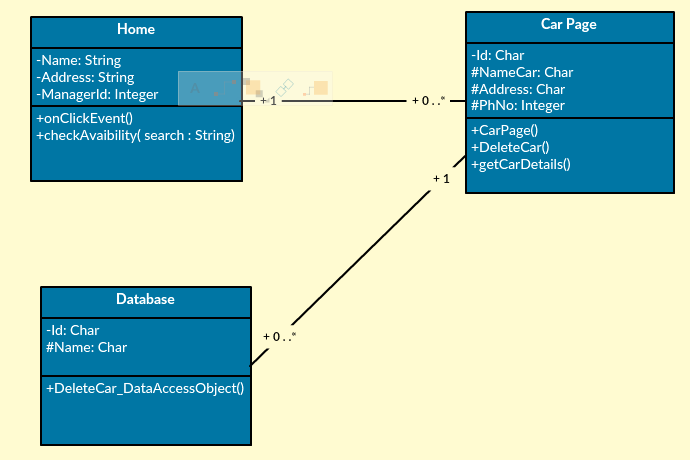 Home
-Name: String
-Address: String
-ManagerId: Integer
+onClickEvent()
+checkAvaibility( search : String)
A
+ 1
+ 0 . . *
Car Page
-Id: Char
#NameCar: Char
#Address: Char
#PhNo: Integer
+CarPage()
+DeleteCar()
+getCarDetails()
+ 1
+ 0 . . *
Database
-Id: Char
#Name: Char
+DeleteCar_DataAccessObject()